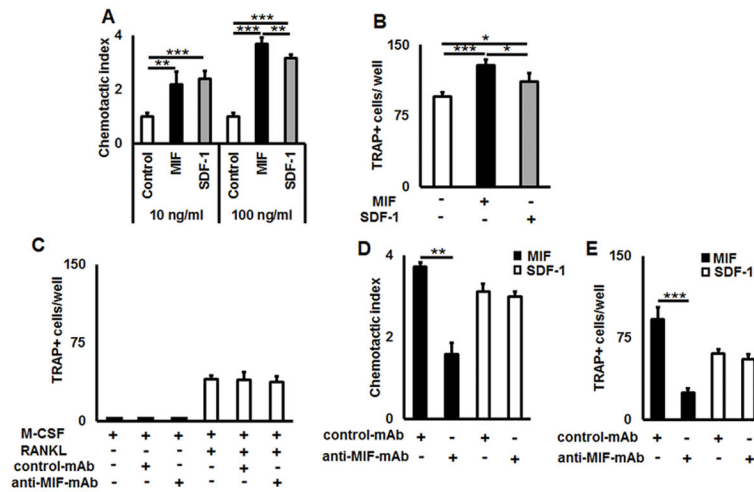 A
Chemotactic index
4
2
0
***
**
***
*** **
Control
MIF
SDF-1
Control
MIF
SDF-1
10 ng/ml
100 ng/ml
B
TRAP+ cells/ well
150
75
0
*
*** *
MIF - + -
SDF-1 - - +
C
TRAP+ cells/well
150
75
0
M-CSF + + + + + +
RANKL - - - + + +
control-mAb - + - - + -
anti-MIF-mAb - - + - - +
D
Chemotactic index
4
2
0
**
MIF
SDF-1
control-mAb + - + -
anti-MIF-mAb - + - +
E
TRAP+ cells/well
150
75
0
***
MIF
SDF-1
control-mAb + - + -
anti-MIF-mAb - + - +